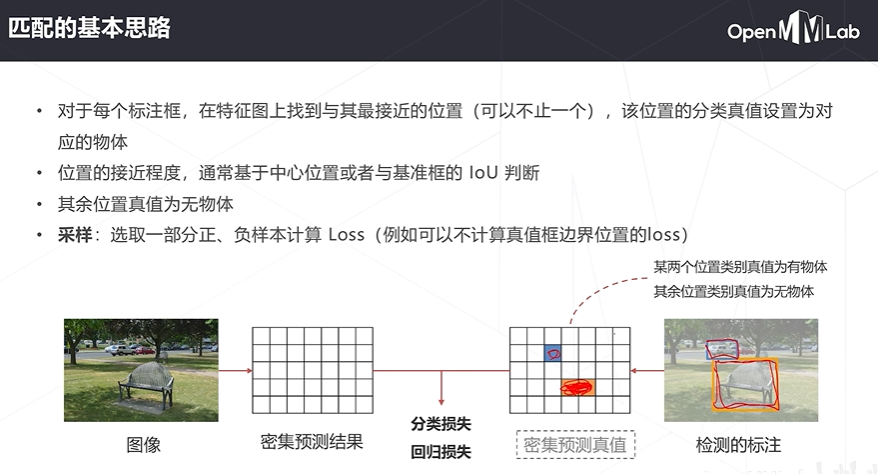 匹配的基本思路
OpenMMLab
• 对于每个标注框，在特征图上找到与其最接近的位置（可以不止一个），该位置的分类真值设置为对
应的物体
• 位置的接近程度，通常基于中心位置或者与基准框的 IoU 判断
• 其余位置真值为无物体
• 采样：选取一部分正、负样本计算 Loss（例如可以不计算真值框边界位置的loss）
某两个位置类别真值为有物体
其余位置类别真值为无物体
图像
密集预测结果
分类损失
回归损失
密集预测真值
检测的标注